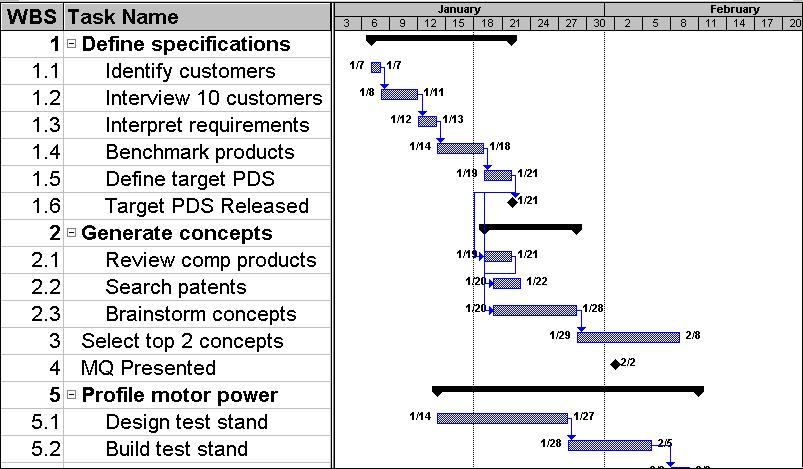 WBS Task Name January February
3 6 9 12 15 18 21 24 27 30 2 5 8 11 14 17 20
1 Define specifications
1.1 Identify customers 1/7 1/7
1.2 Interview 10 customers 1/8 1/11
1.3 Interpret requirements 1/12 1/13
1.4 Benchmark products 1/14 1/18
1.5 Define target PDS 1/19 1/21
1.6 Target PDS Released 1/21
2 Generate concepts
2.1 Review comp products 1/19 1/21
2.2 Search patents 1/20 1/22
2.3 Brainstorm concepts 1/20 1/28
3 Select top 2 concepts 1/29 2/8
4 MQ Presented 2/2
5 Profile motor power
5.1 Design test stand 1/14 1/27
5.2 Build test stand 1/28 2/5